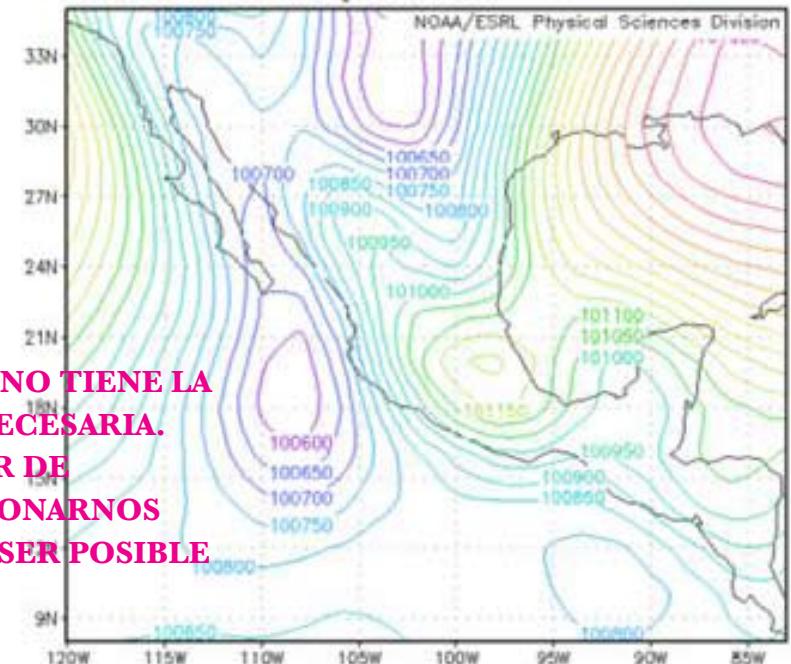 NOAA/ESRL Physical Sciences Division
100750
33N
30N
100650
100700
100700
100750
100850
27N
100900
100800
100950
24N
101000
101100
21N
101050
101000
NO TIENE LA
18N
101150
ECESARIA.
100600
100950
R DE
100650
15N
100900
100700
100850
ONARNOS
100750
SER POSIBLE
100800
9N
100850
100800
120W
115W
110W
105W
100W
95W
90W
85W